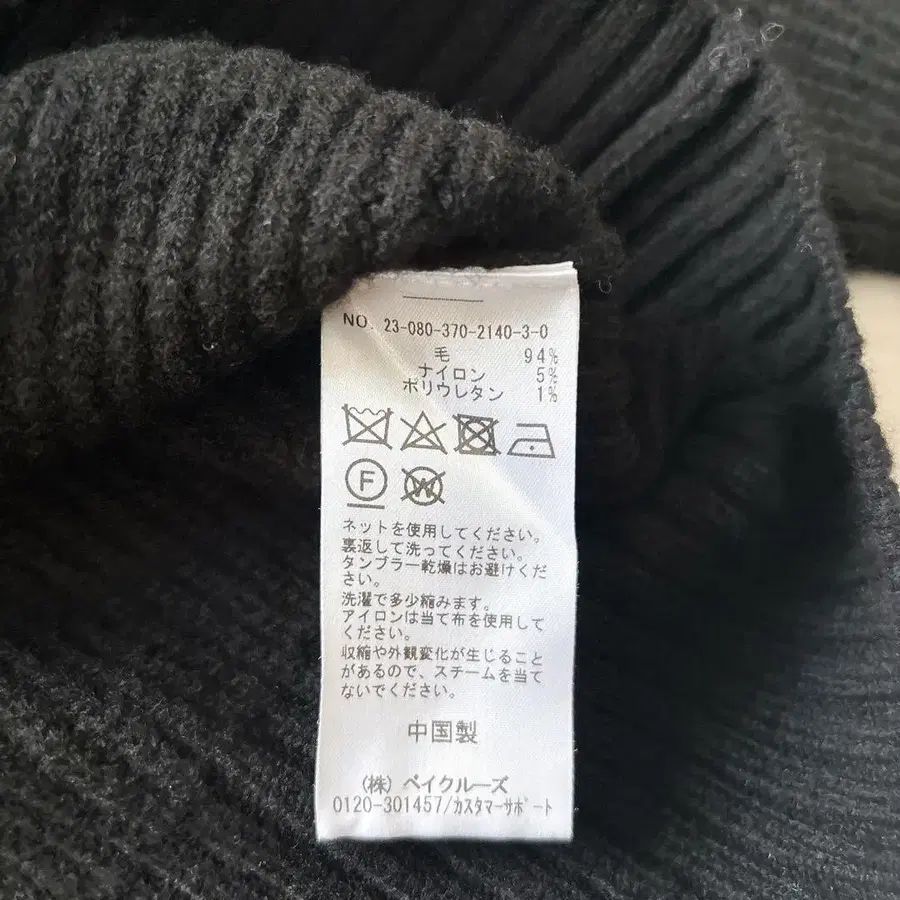 NO. 23-080-370-2140-3-0
毛 94%
ナイロン 5%
ポリウレタン 1%
F
W
ネットを使用してください。
裏返して洗ってください。
タンブラー乾燥はお避けくだ
さい。
洗濯で多少縮みます。
アイロンは当て布を使用して
ください。
収縮や外観変化が生じること
があるので、スチームを当て
ないでください。
中国製
(株) ベイクルーズ
0120-301457/カスタマーサポート